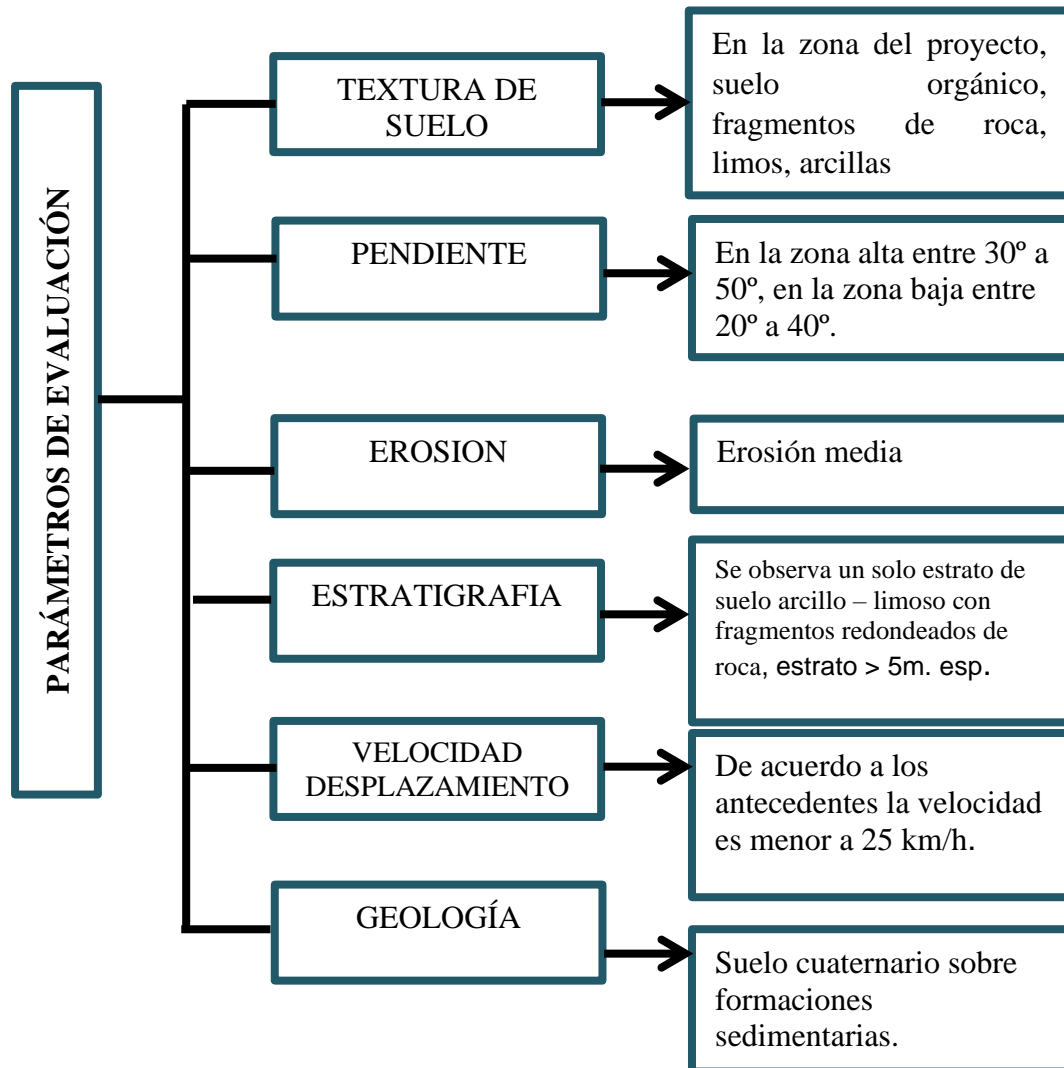 PARÁMETROS DE EVALUACIÓN
TEXTURA DE
SUELO
En la zona del proyecto,
suelo orgánico,
fragmentos de roca,
limos, arcillas
PENDIENTE
En la zona alta entre 30º a
50º, en la zona baja entre
20º a 40º.
EROSION
Erosión media
ESTRATIGRAFIA
Se observa un solo estrato de
suelo arcillo – limoso con
fragmentos redondeados de
roca, estrato > 5m. esp.
VELOCIDAD
DESPLAZAMIENTO
De acuerdo a los
antecedentes la velocidad
es menor a 25 km/h.
GEOLOGÍA
Suelo cuaternario sobre
formaciones
sedimentarias.